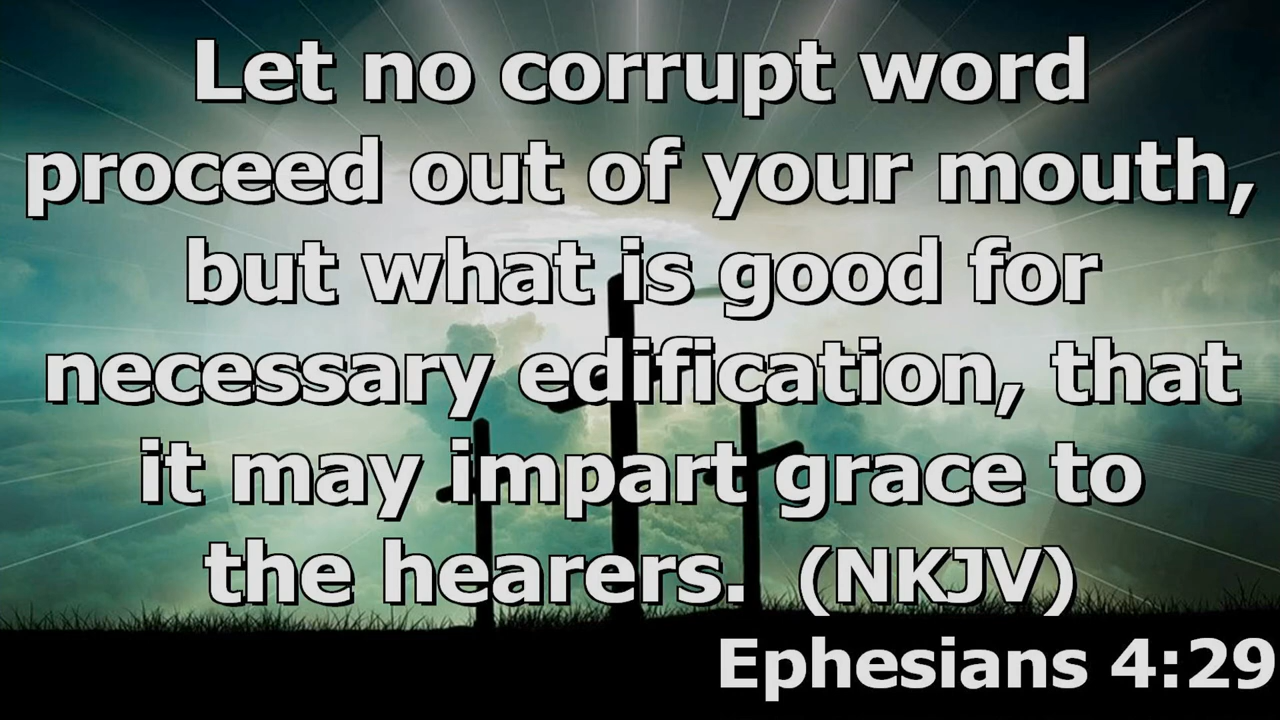 Let no corrupt word
proceed out of your mouth,
but what is good for
necessary edification, that
it may impart grace to
the hearers. (NKJV)
Ephesians 4:29